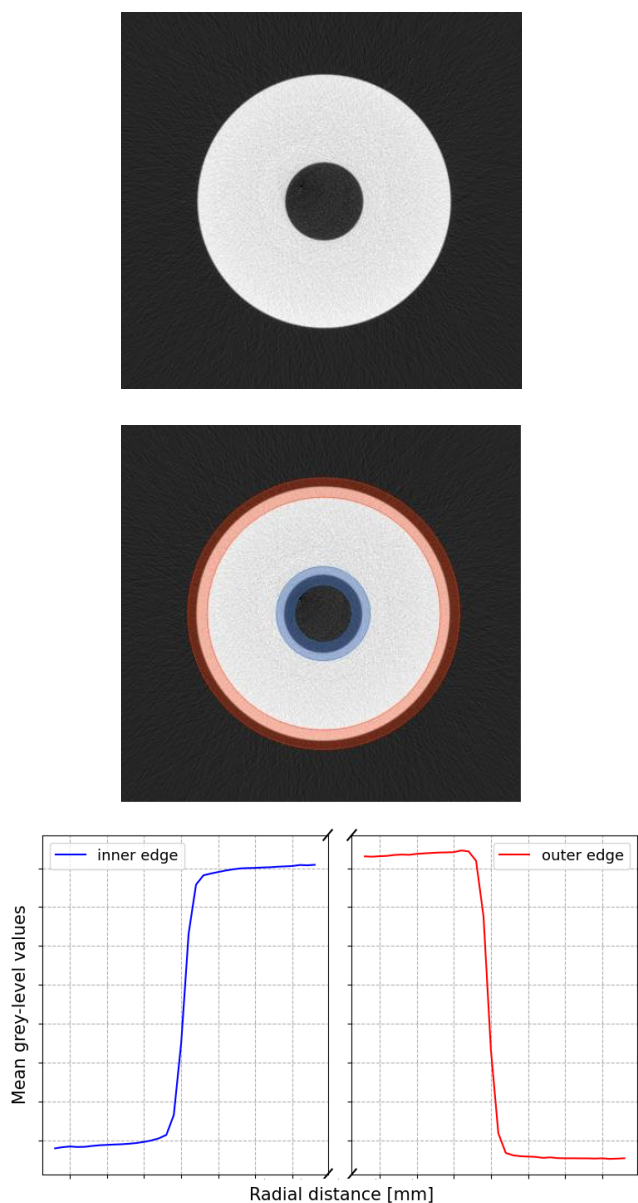 inner edge
outer edge
Mean grey-level values
Radial distance [mm]